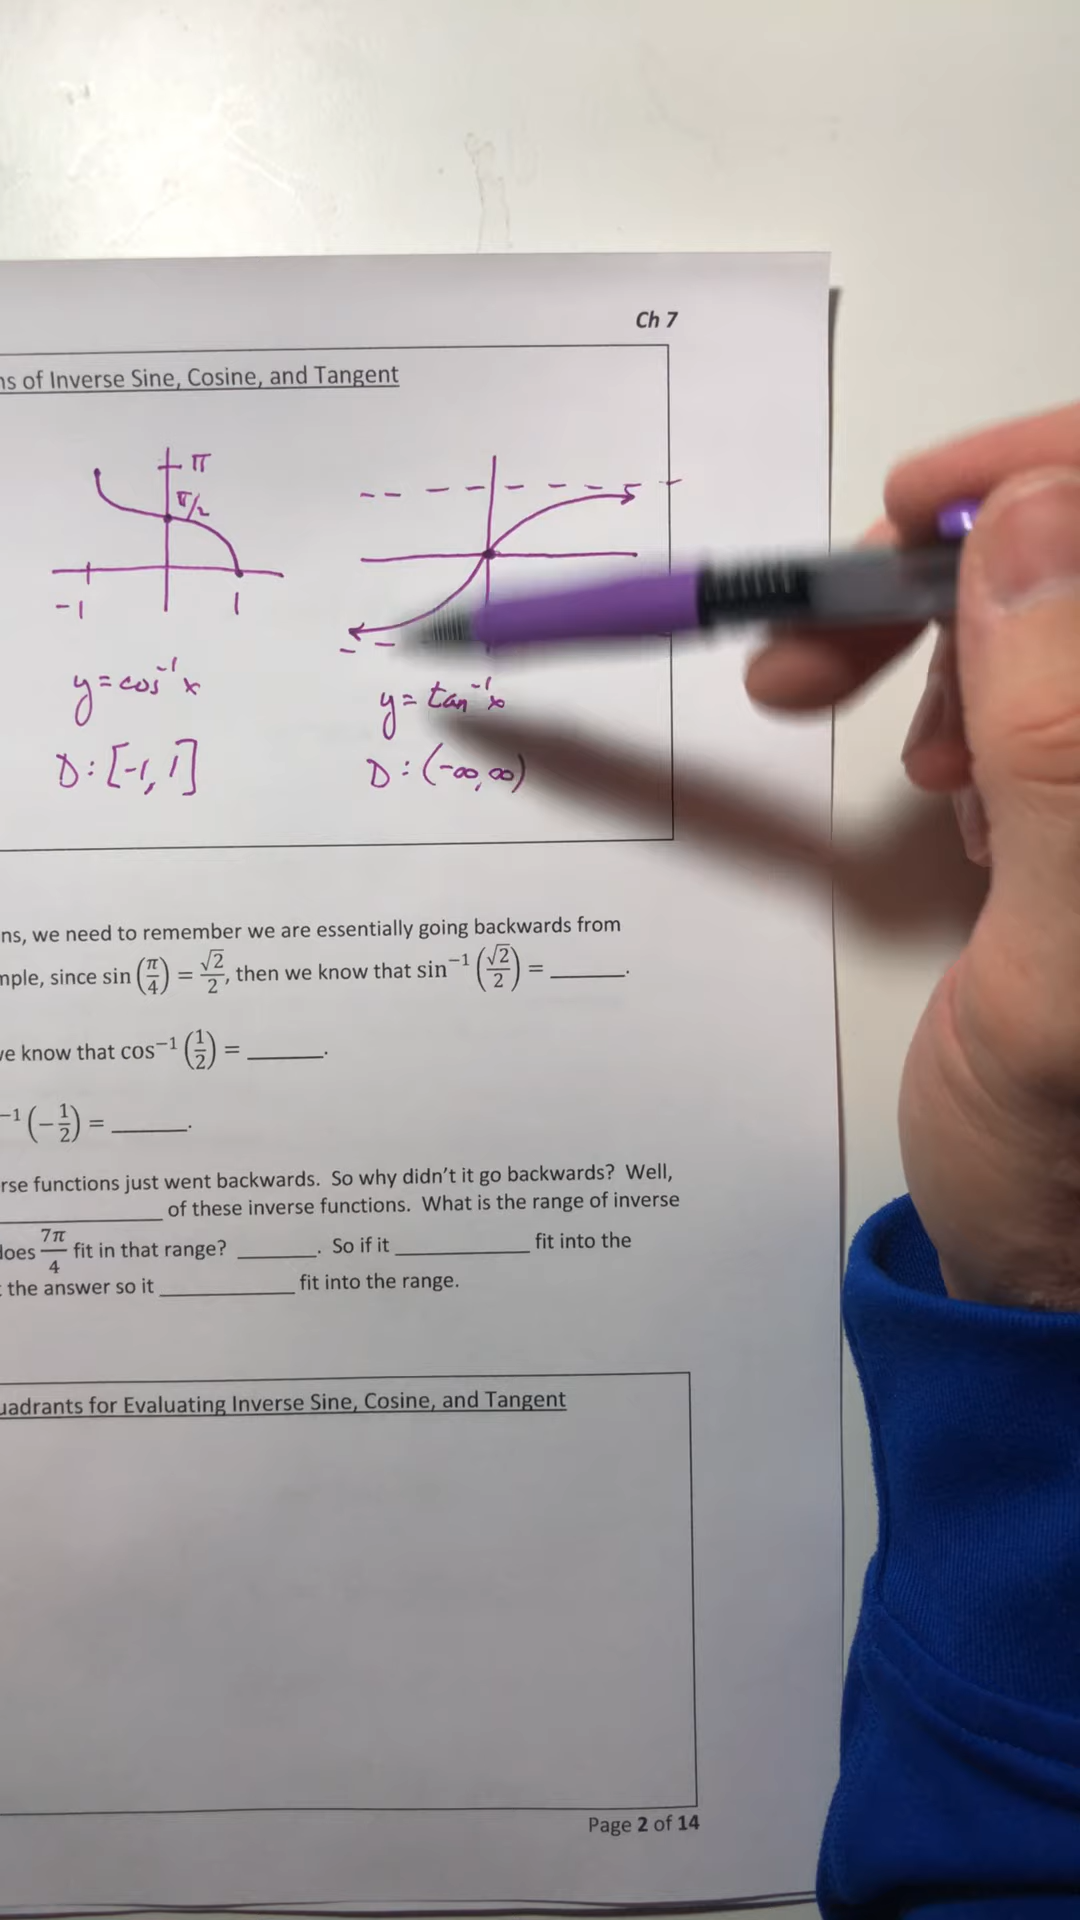 Ch 7
ns of Inverse Sine, Cosine, and Tangent
π
π/2
-1 1
y = cos⁻¹ x
y = tan⁻¹ x
D: [-1, 1]
D: (-∞, ∞)
ns, we need to remember we are essentially going backwards from
mple, since sin (π/4) = √2/2, then we know that sin⁻¹ (√2/2) = ______.
ve know that cos⁻¹ (1/2) = ______.
⁻¹ (−1/2) = ______.
rse functions just went backwards. So why didn't it go backwards? Well,
____________ of these inverse functions. What is the range of inverse
does 7π/4 fit in that range? ______. So if it __________ fit into the
the answer so it __________ fit into the range.
uadrants for Evaluating Inverse Sine, Cosine, and Tangent
Page 2 of 14